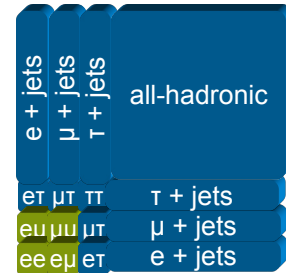 e + jets
μ + jets
τ + jets
all-hadronic
eτ μτ ττ τ + jets
eμ μμ μτ μ + jets
ee eμ eτ e + jets